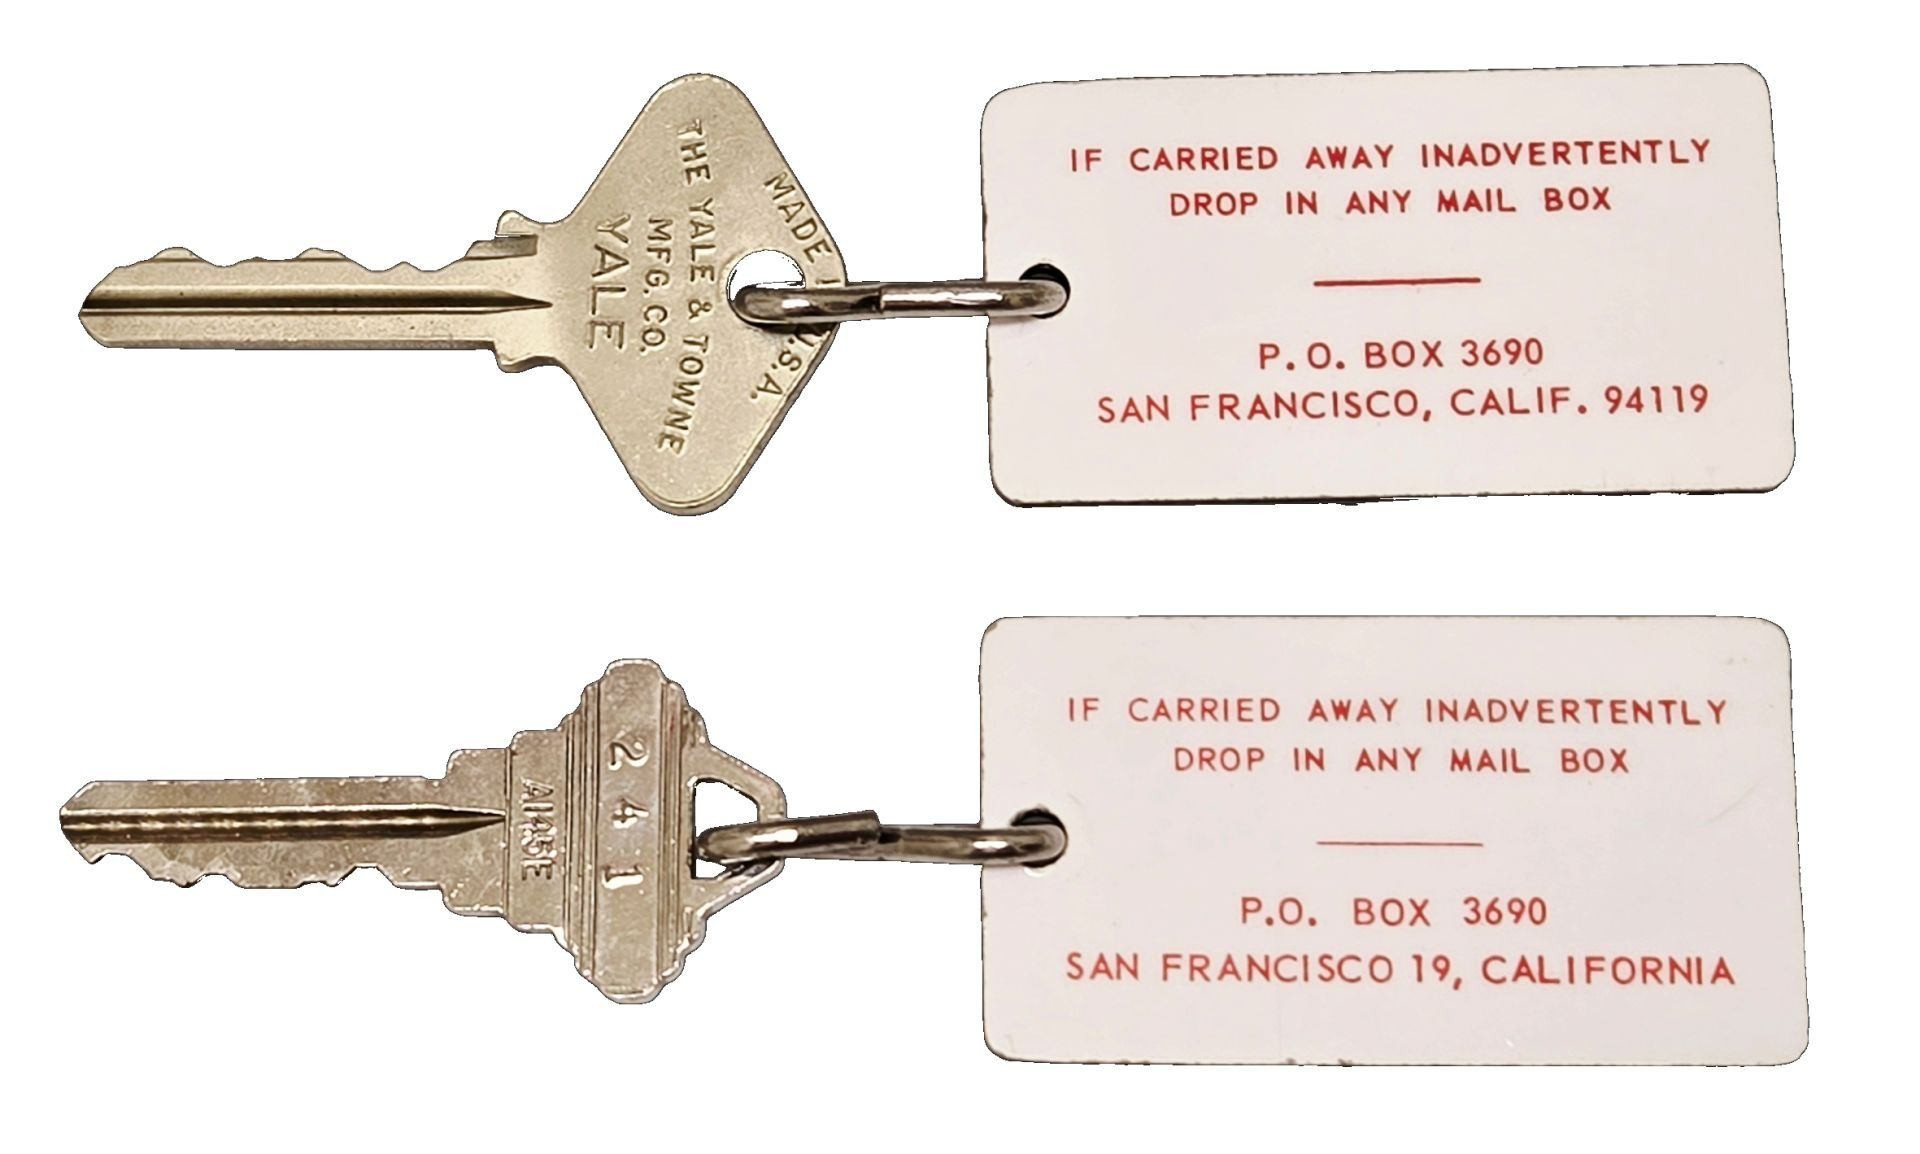 THE YALE & TOWNE
MFG. CO.
YALE
MADE I
U.S.A.
IF CARRIED AWAY INADVERTENTLY
DROP IN ANY MAIL BOX
P.O. BOX 3690
SAN FRANCISCO, CALIF. 94119
A1145E
2 4 1
IF CARRIED AWAY INADVERTENTLY
DROP IN ANY MAIL BOX
P.O. BOX 3690
SAN FRANCISCO 19, CALIFORNIA